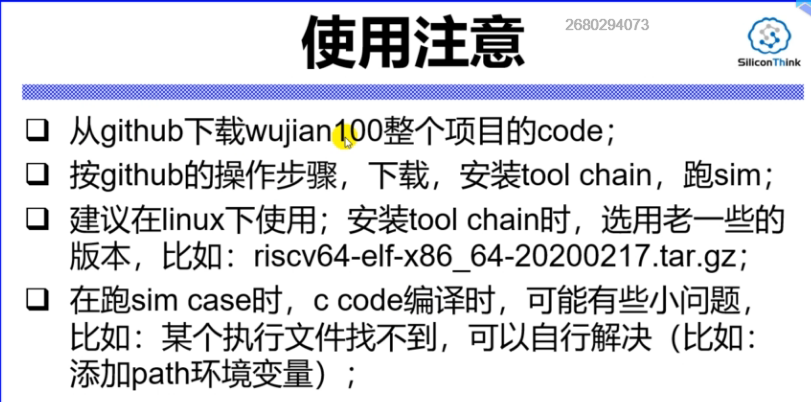 使用注意
2680294073
SiliconThink
从github下载wujian100整个项目的code；
按github的操作步骤，下载，安装tool chain，跑sim；
建议在linux下使用；安装tool chain时，选用老一些的
版本，比如：riscv64-elf-x86_64-20200217.tar.gz；
在跑sim case时，c code编译时，可能有些小问题，
比如：某个执行文件找不到，可以自行解决（比如：
添加path环境变量）；